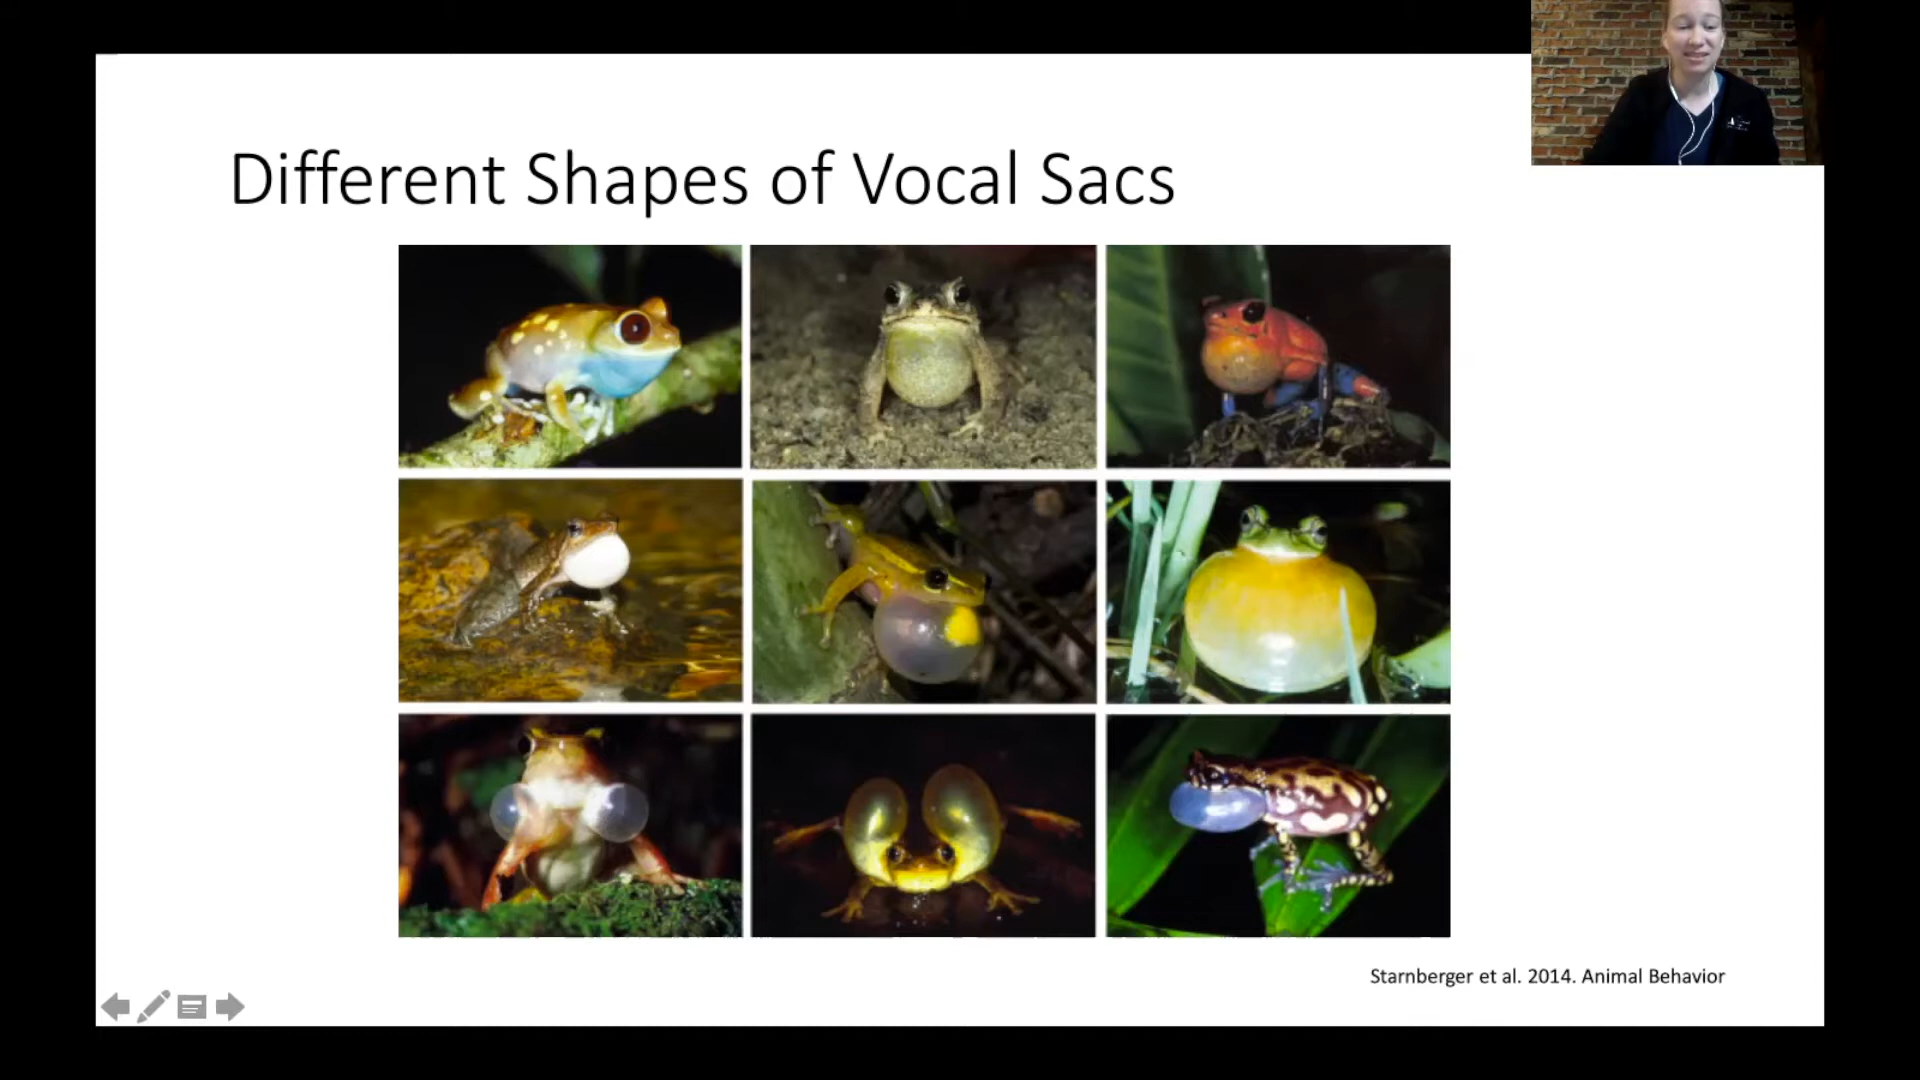 Different Shapes of Vocal Sacs
Starnberger et al. 2014. Animal Behavior